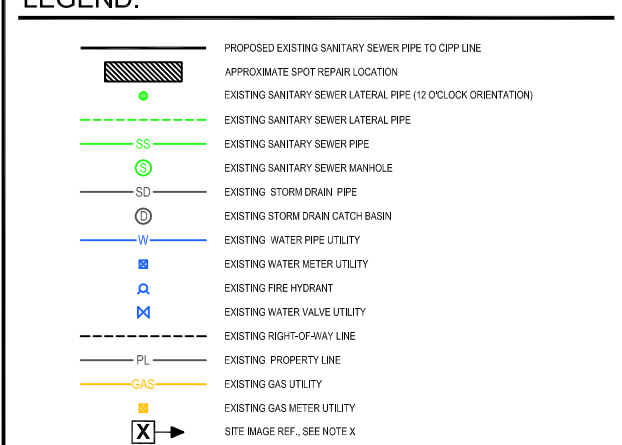 LEGEND:
PROPOSED EXISTING SANITARY SEWER PIPE TO CIPP LINE
APPROXIMATE SPOT REPAIR LOCATION
EXISTING SANITARY SEWER LATERAL PIPE (12 O'CLOCK ORIENTATION)
EXISTING SANITARY SEWER LATERAL PIPE
SS EXISTING SANITARY SEWER PIPE
S EXISTING SANITARY SEWER MANHOLE
SD EXISTING STORM DRAIN PIPE
D EXISTING STORM DRAIN CATCH BASIN
W EXISTING WATER PIPE UTILITY
EXISTING WATER METER UTILITY
EXISTING FIRE HYDRANT
EXISTING WATER VALVE UTILITY
EXISTING RIGHT-OF-WAY LINE
PL EXISTING PROPERTY LINE
GAS EXISTING GAS UTILITY
EXISTING GAS METER UTILITY
X SITE IMAGE REF., SEE NOTE X